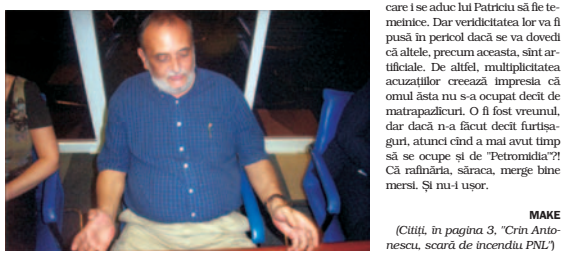 care i se aduc lui Patriciu să fie te-
meinice. Dar veridicitatea lor va fi
pusă în pericol dacă se va dovedi
că altele, precum aceasta, sînt ar-
tificiale. De altfel, multiplicitatea
acuzațiilor creează impresia că
omul ăsta nu s-a ocupat decît de
matrapazlîcuri. O fi fost vreunul,
dar dacă n-a făcut decît furtișa-
guri, atunci cînd a mai avut timp
să se ocupe și de "Petromidia"?!
Că rafinăria, săraca, merge bine
mersi. Și nu-i ușor.
MAKE
(Citiți, în pagina 3, "Crin Anto-
nescu, scară de incendiu PNL")